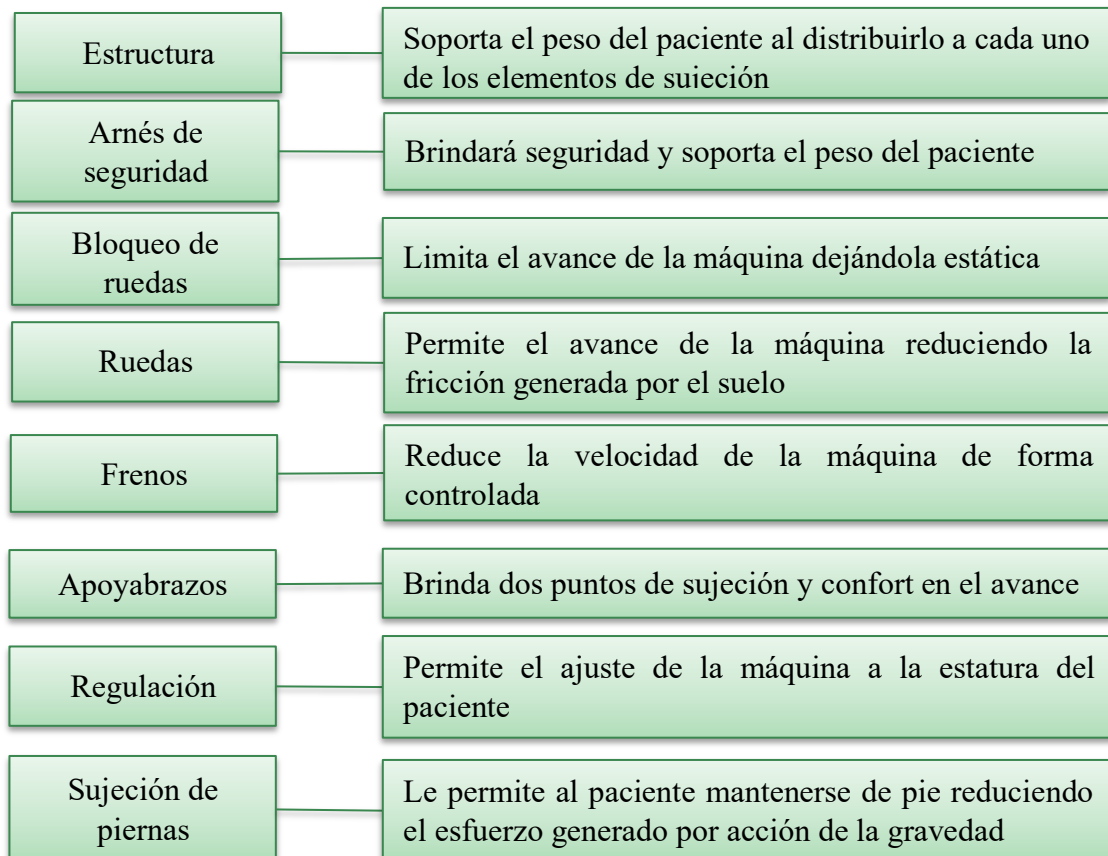 Estructura
Soporta el peso del paciente al distribuirlo a cada uno
de los elementos de sujeción
Arnés de
seguridad
Brindará seguridad y soporta el peso del paciente
Bloqueo de
ruedas
Limita el avance de la máquina dejándola estática
Ruedas
Permite el avance de la máquina reduciendo la
fricción generada por el suelo
Frenos
Reduce la velocidad de la máquina de forma
controlada
Apoyabrazos
Brinda dos puntos de sujeción y confort en el avance
Regulación
Permite el ajuste de la máquina a la estatura del
paciente
Sujeción de
piernas
Le permite al paciente mantenerse de pie reduciendo
el esfuerzo generado por acción de la gravedad